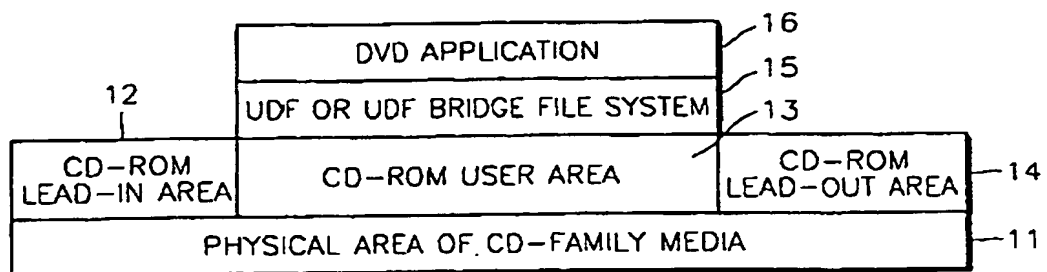 16
DVD APPLICATION
15
UDF OR UDF BRIDGE FILE SYSTEM
12
13
CD-ROM
LEAD-IN AREA
CD-ROM USER AREA
CD-ROM
LEAD-OUT AREA
14
PHYSICAL AREA OF CD-FAMILY MEDIA
11